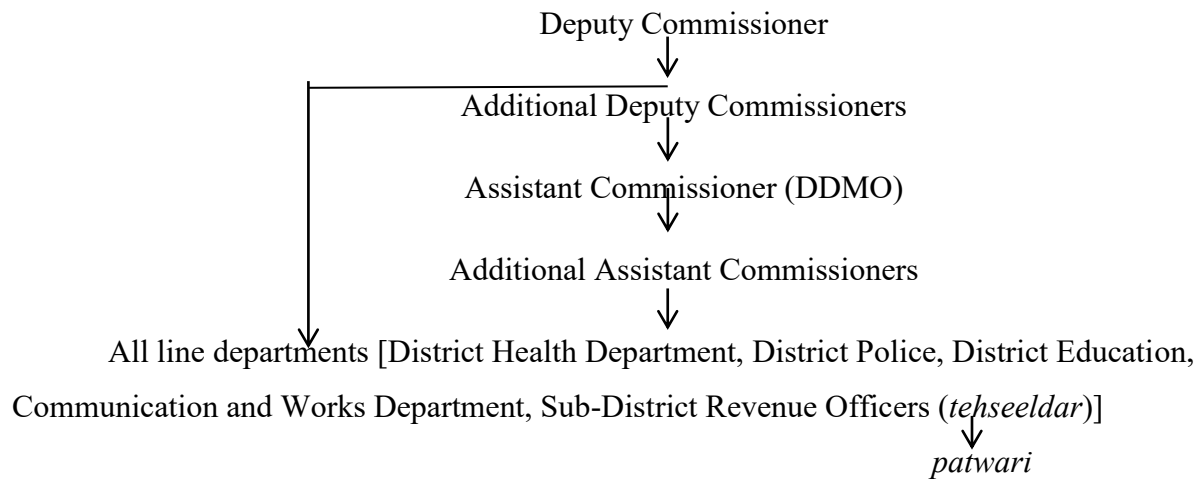 Deputy Commissioner
Additional Deputy Commissioners
Assistant Commissioner (DDMO)
Additional Assistant Commissioners
All line departments [District Health Department, District Police, District Education,
Communication and Works Department, Sub-District Revenue Officers (tehseeldar)]
patwari